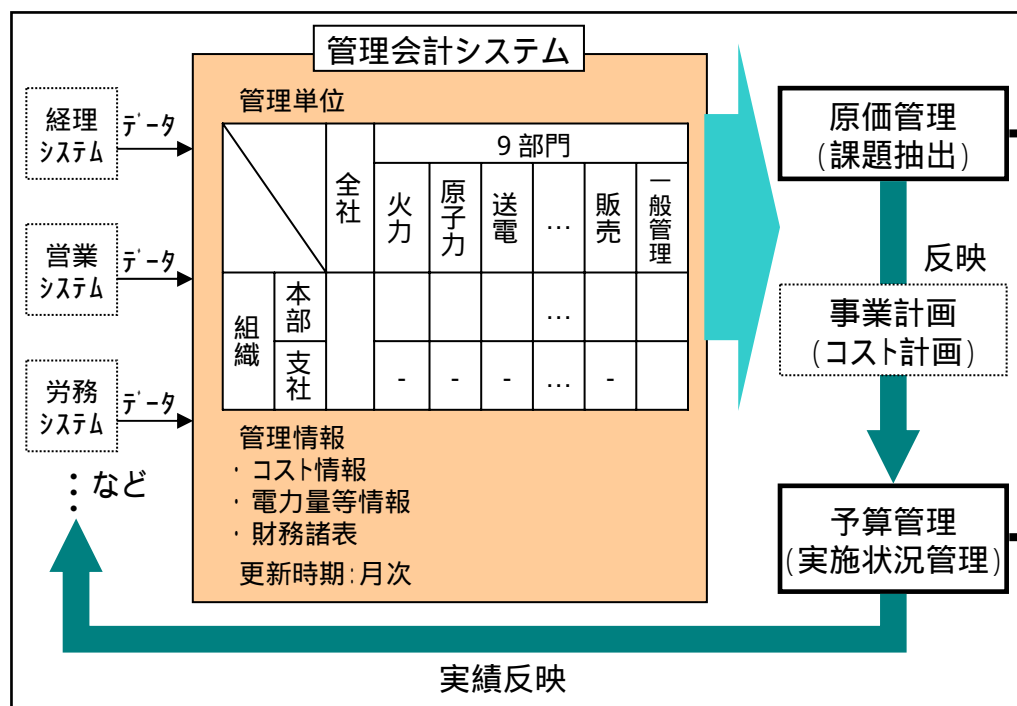 管理会計システム
経理
システム
データ
営業
システム
データ
労務
システム
データ
：など
管理単位
全社
9部門
火力
原子力
送電
…
販売
一般管理
組織
本部
…
支社
-
-
-
…
-
管理情報
・コスト情報
・電力量等情報
・財務諸表
更新時期：月次
原価管理
(課題抽出)
反映
事業計画
(コスト計画)
予算管理
(実施状況管理)
実績反映